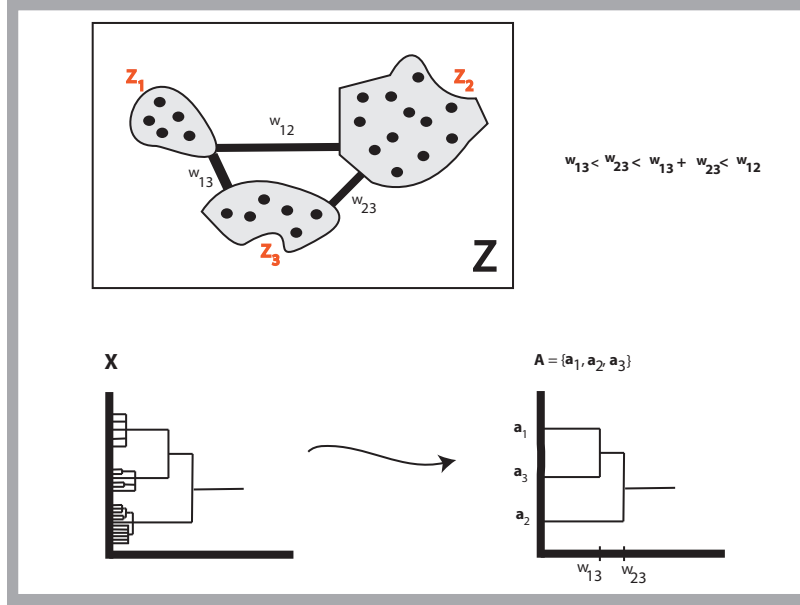 Z₁
Z₂
w₁₂
w₁₃ < w₂₃ < w₁₃ + w₂₃ < w₁₂
w₁₃
w₂₃
Z₃
Z
X
A = {a₁, a₂, a₃}
a₁
a₃
a₂
w₁₃ w₂₃